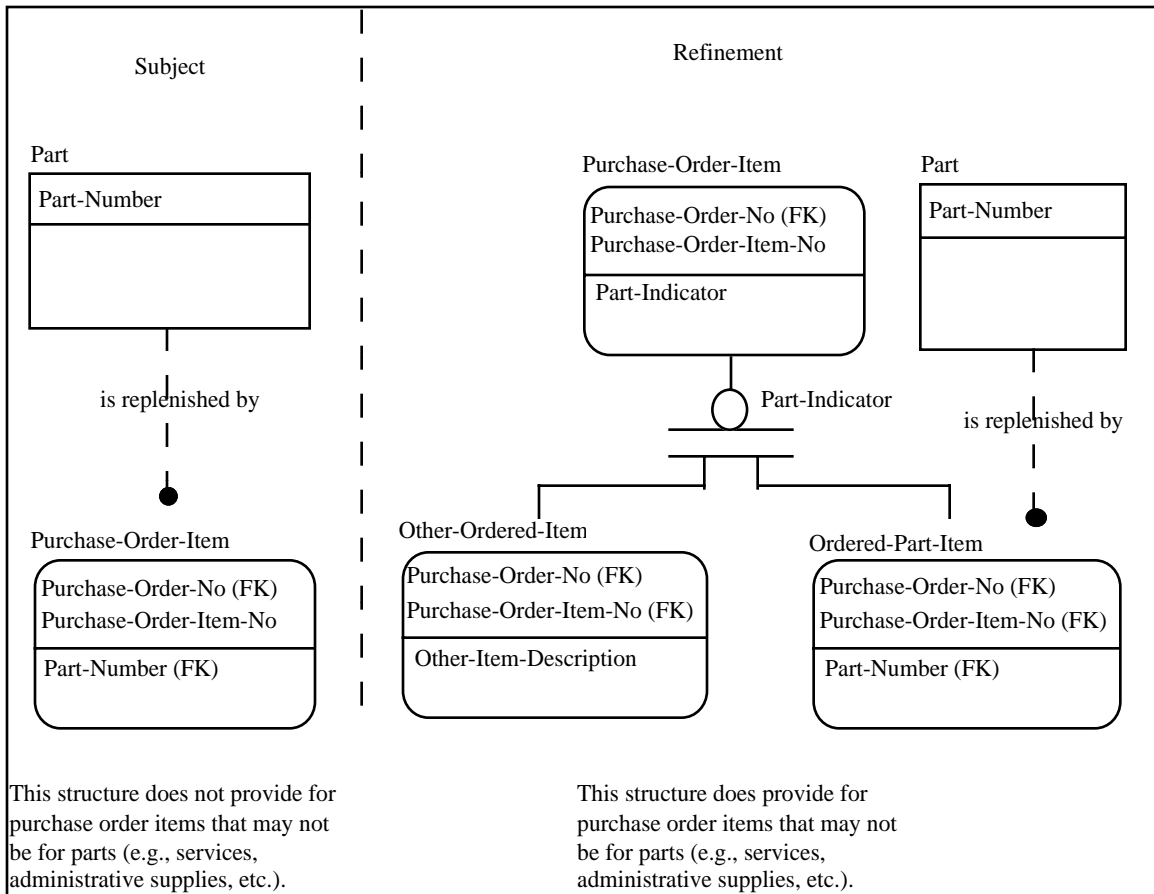 Subject
Part
Part-Number
is replenished by
Purchase-Order-Item
Purchase-Order-No (FK)
Purchase-Order-Item-No
Part-Number (FK)
This structure does not provide for
purchase order items that may not
be for parts (e.g., services,
administrative supplies, etc.).
Refinement
Purchase-Order-Item
Purchase-Order-No (FK)
Purchase-Order-Item-No
Part-Indicator
Part
Part-Number
Part-Indicator
is replenished by
Other-Ordered-Item
Purchase-Order-No (FK)
Purchase-Order-Item-No (FK)
Other-Item-Description
Ordered-Part-Item
Purchase-Order-No (FK)
Purchase-Order-Item-No (FK)
Part-Number (FK)
This structure does provide for
purchase order items that may not
be for parts (e.g., services,
administrative supplies, etc.).